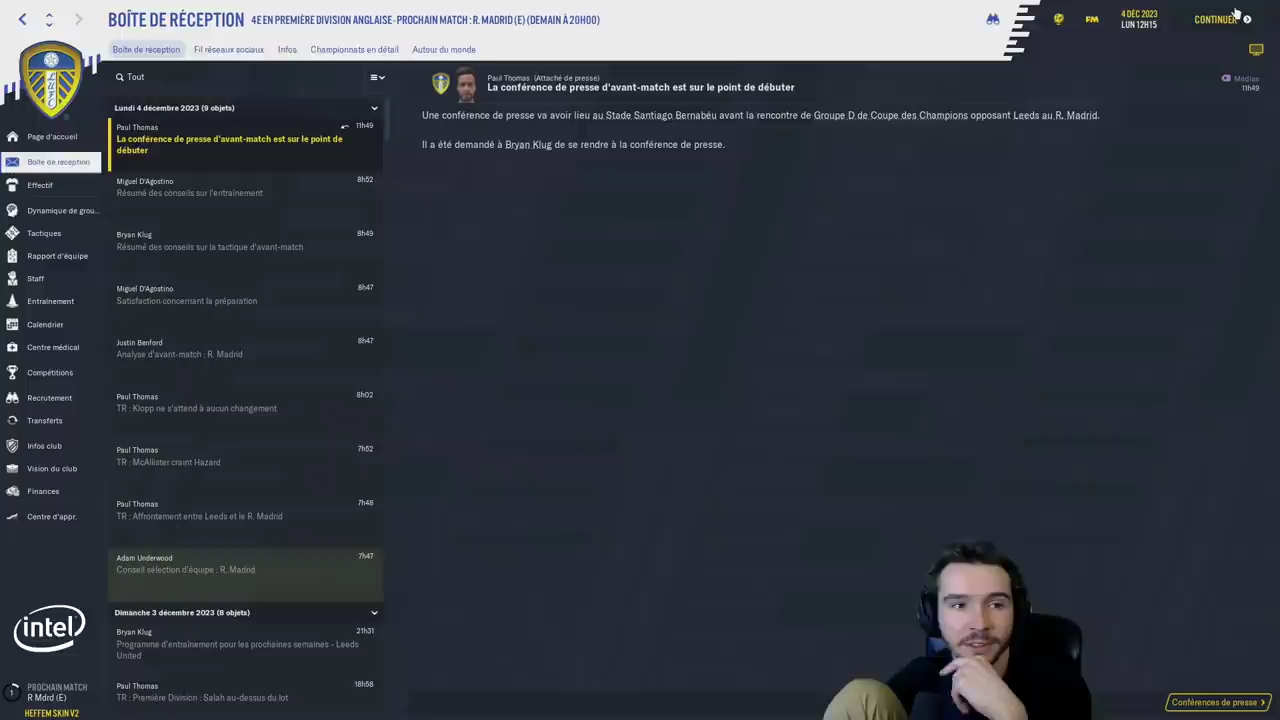 BOÎTE DE RÉCEPTION
4E EN PREMIÈRE DIVISION ANGLAISE - PROCHAIN MATCH : R. MADRID (E) (DEMAIN À 20H00)
FM
4 DÉC 2023
LUN 12H15
CONTINUER
Boîte de réception
Fil réseaux sociaux
Infos
Championnats en détail
Autour du monde
Tout
Page d'accueil
Boîte de réception
Effectif
Dynamique de grou...
Tactiques
Rapport d'équipe
Staff
Entraînement
Calendrier
Centre médical
Compétitions
Recrutement
Transferts
Infos club
Vision du club
Finances
Centre d'appr.
intel
1
PROCHAIN MATCH
R Mdrd (E)
HEFFEM SKIN V2
Lundi 4 décembre 2023 (9 objets)
Paul Thomas 11h49
La conférence de presse d'avant-match est sur le point de
débuter
Miguel D'Agostino 8h52
Résumé des conseils sur l'entraînement
Bryan Klug 8h49
Résumé des conseils sur la tactique d'avant-match
Miguel D'Agostino 8h47
Satisfaction concernant la préparation
Justin Benford 8h47
Analyse d'avant-match : R. Madrid
Paul Thomas 8h02
TR : Klopp ne s'attend à aucun changement
Paul Thomas 7h52
TR : McAllister craint Hazard
Paul Thomas 7h48
TR : Affrontement entre Leeds et le R. Madrid
Adam Underwood 7h47
Conseil sélection d'équipe : R. Madrid
Dimanche 3 décembre 2023 (8 objets)
Bryan Klug 21h31
Programme d'entraînement pour les prochaines semaines - Leeds
United
Paul Thomas 18h58
TR : Première Division : Salah au-dessus du lot
Paul Thomas (Attaché de presse)
La conférence de presse d'avant-match est sur le point de débuter
Médias
11h49
Une conférence de presse va avoir lieu au Stade Santiago Bernabéu avant la rencontre de Groupe D de Coupe des Champions opposant Leeds au R. Madrid.
Il a été demandé à Bryan Klug de se rendre à la conférence de presse.
Conférences de presse